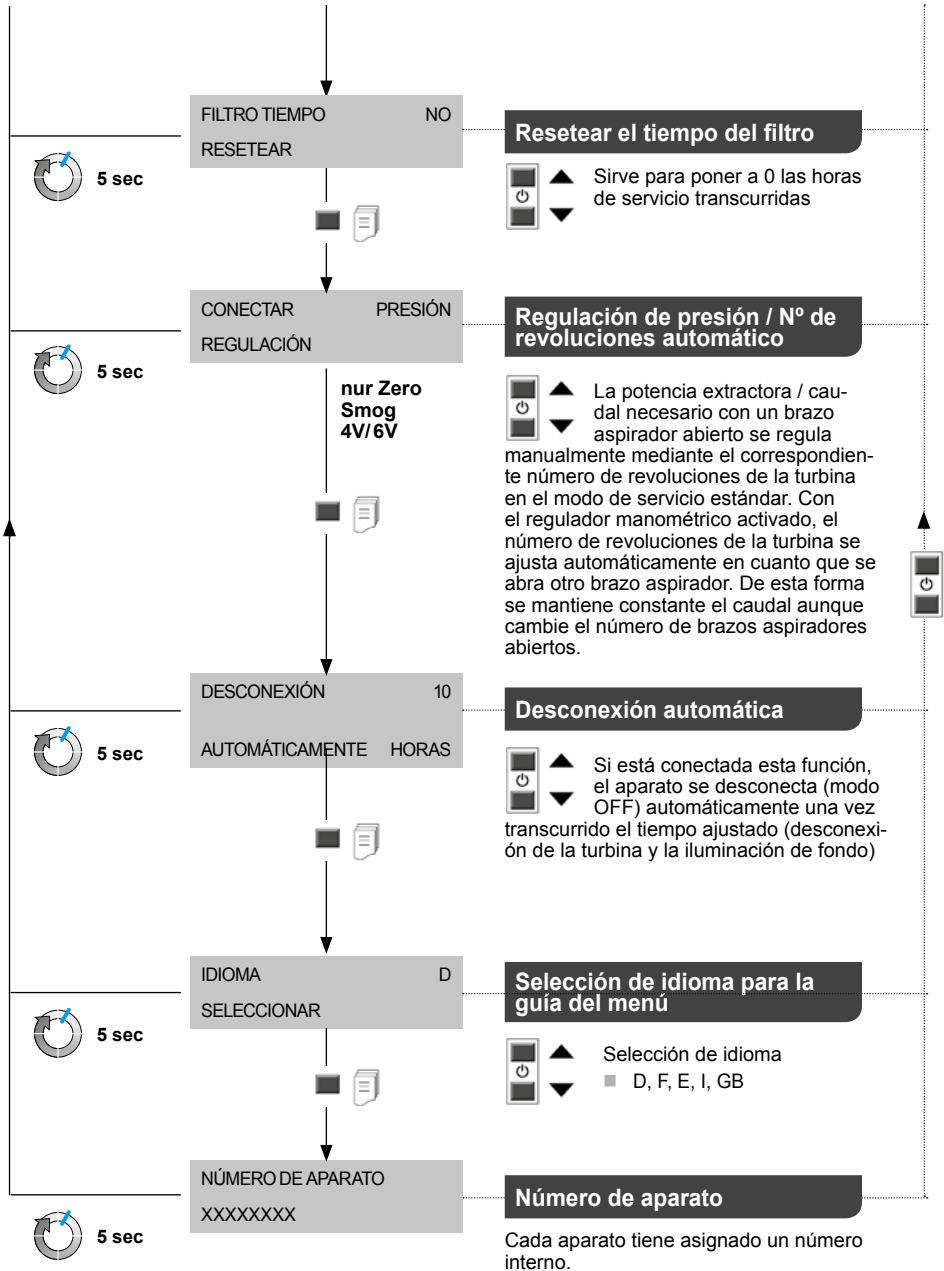 FILTRO TIEMPO NO
RESETEAR
5 sec
Resetear el tiempo del filtro
Sirve para poner a 0 las horas
de servicio transcurridas
CONECTAR PRESIÓN
REGULACIÓN
5 sec
nur Zero
Smog
4V/6V
Regulación de presión / Nº de
revoluciones automático
La potencia extractora / cau-
dal necesario con un brazo
aspirador abierto se regula
manualmente mediante el correspondien-
te número de revoluciones de la turbina
en el modo de servicio estándar. Con
el regulador manométrico activado, el
número de revoluciones de la turbina se
ajusta automáticamente en cuanto que se
abra otro brazo aspirador. De esta forma
se mantiene constante el caudal aunque
cambie el número de brazos aspiradores
abiertos.
DESCONEXIÓN 10
AUTOMÁTICAMENTE HORAS
5 sec
Desconexión automática
Si está conectada esta función,
el aparato se desconecta (modo
OFF) automáticamente una vez
transcurrido el tiempo ajustado (desconexi-
ón de la turbina y la iluminación de fondo)
IDIOMA D
SELECCIONAR
5 sec
Selección de idioma para la
guía del menú
Selección de idioma
D, F, E, I, GB
NÚMERO DE APARATO
XXXXXXXX
5 sec
Número de aparato
Cada aparato tiene asignado un número
interno.